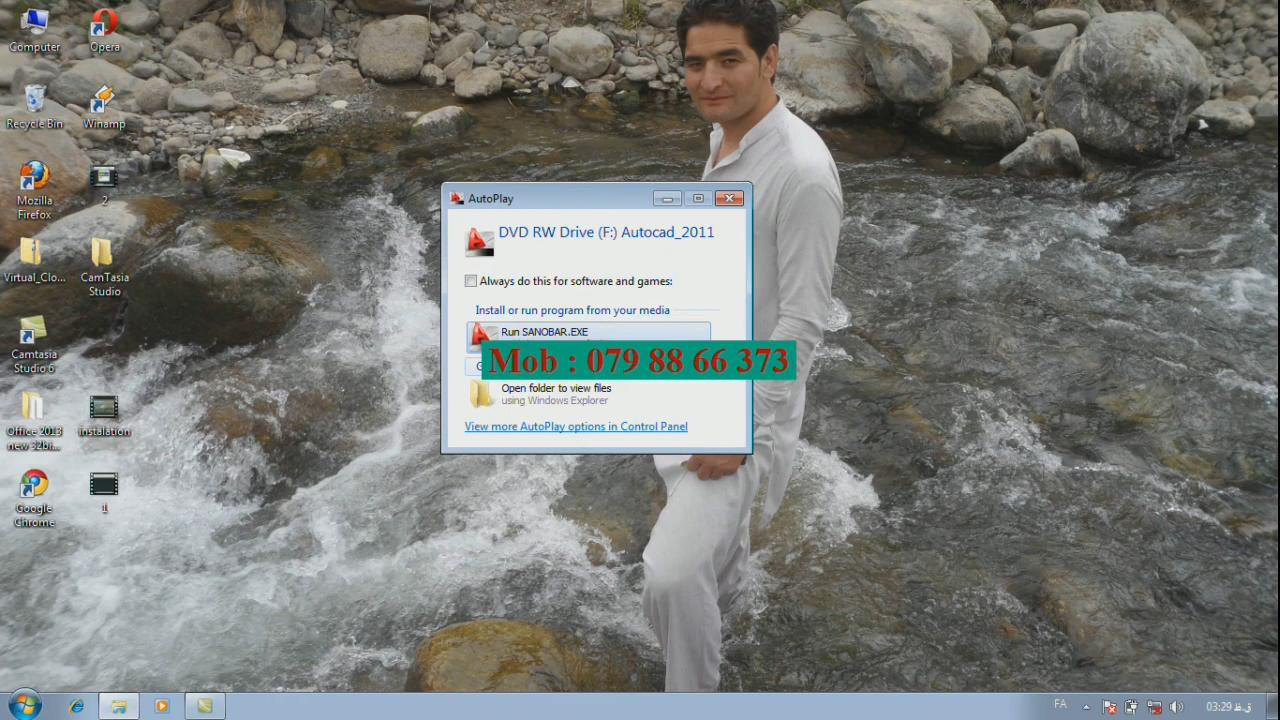 Computer
Opera
Recycle Bin
Winamp
Mozilla
Firefox
2
Virtual_Clo...
CamTasia
Studio
Camtasia
Studio 6
Office 2013
new 32bi...
instalation
Google
Chrome
1
AutoPlay
DVD RW Drive (F:) Autocad_2011
Always do this for software and games:
Install or run program from your media
Run SANOBAR.EXE
Mob : 079 88 66 373
Open folder to view files
using Windows Explorer
View more AutoPlay options in Control Panel
FA
03:29 ق.ظ